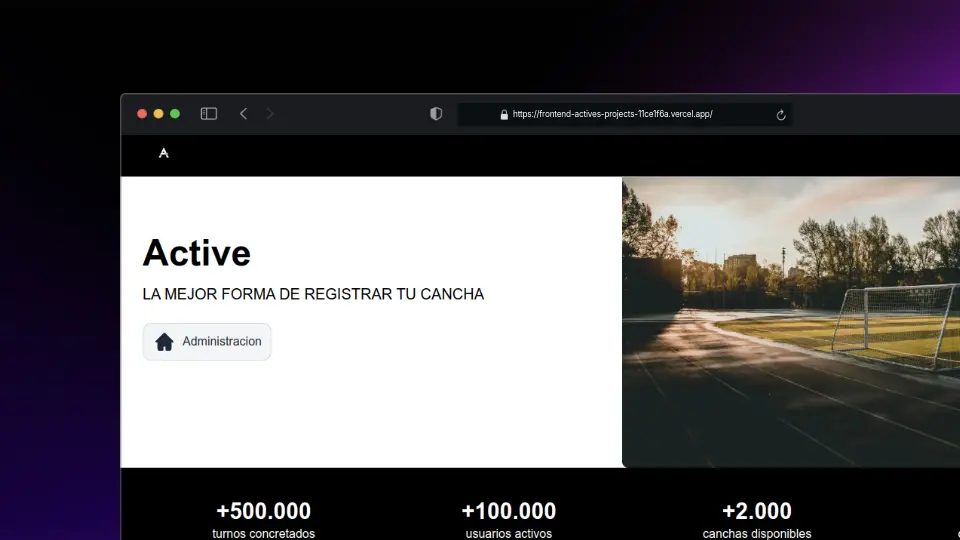 https://frontend-actives-projects-11ce1f6a.vercel.app/
Active
LA MEJOR FORMA DE REGISTRAR TU CANCHA
Administracion
+500.000
turnos concretados
+100.000
usuarios activos
+2.000
canchas disponibles